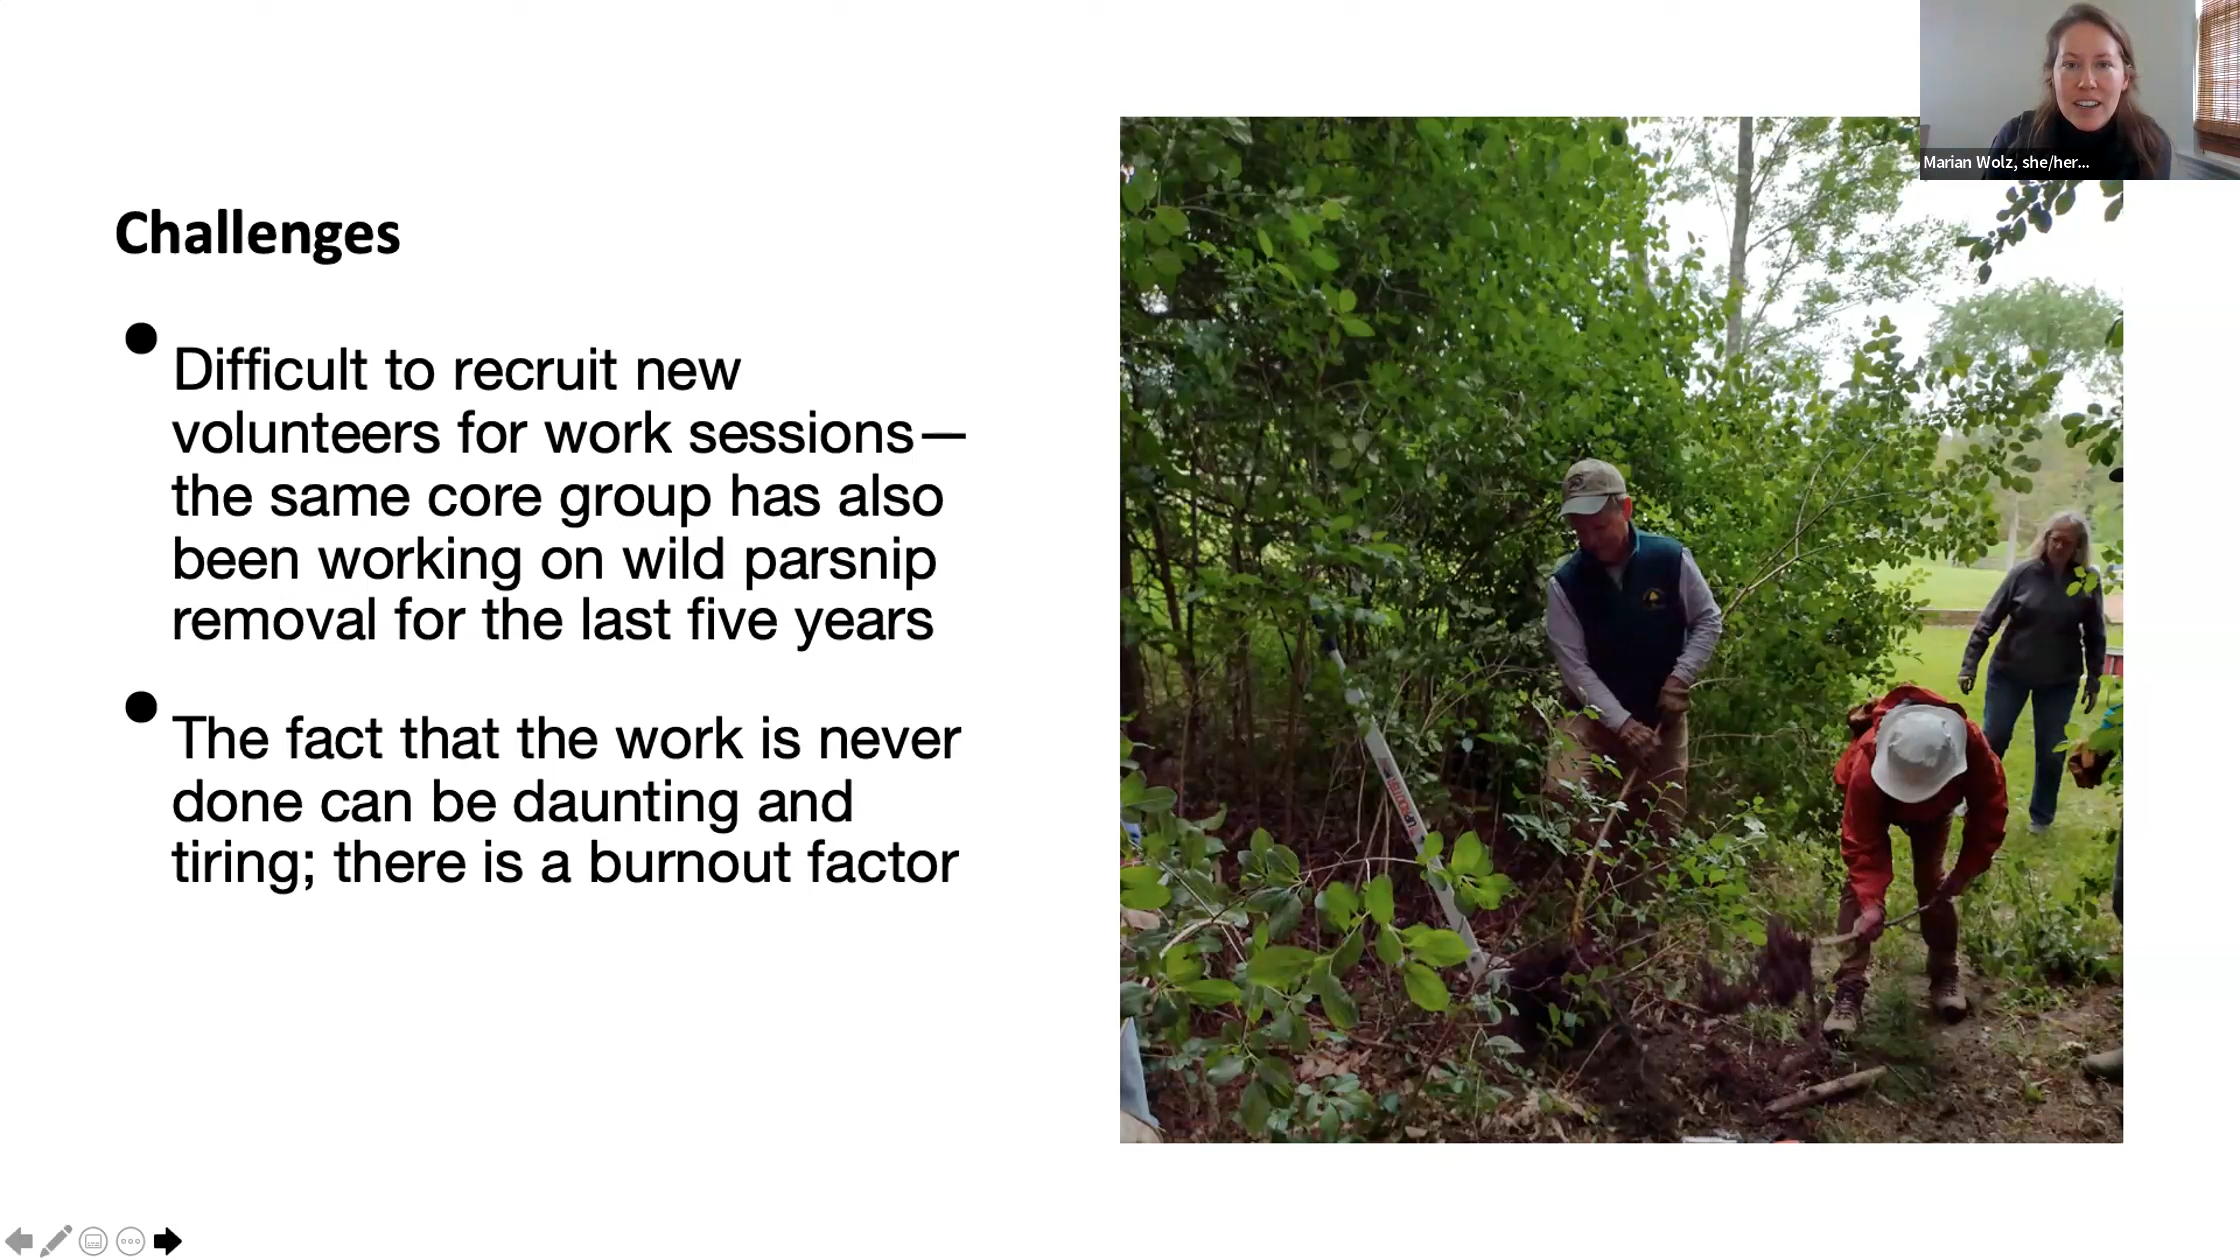 Marian Wolz, she/her...
Challenges
• Difficult to recruit new
volunteers for work sessions—
the same core group has also
been working on wild parsnip
removal for the last five years
• The fact that the work is never
done can be daunting and
tiring; there is a burnout factor